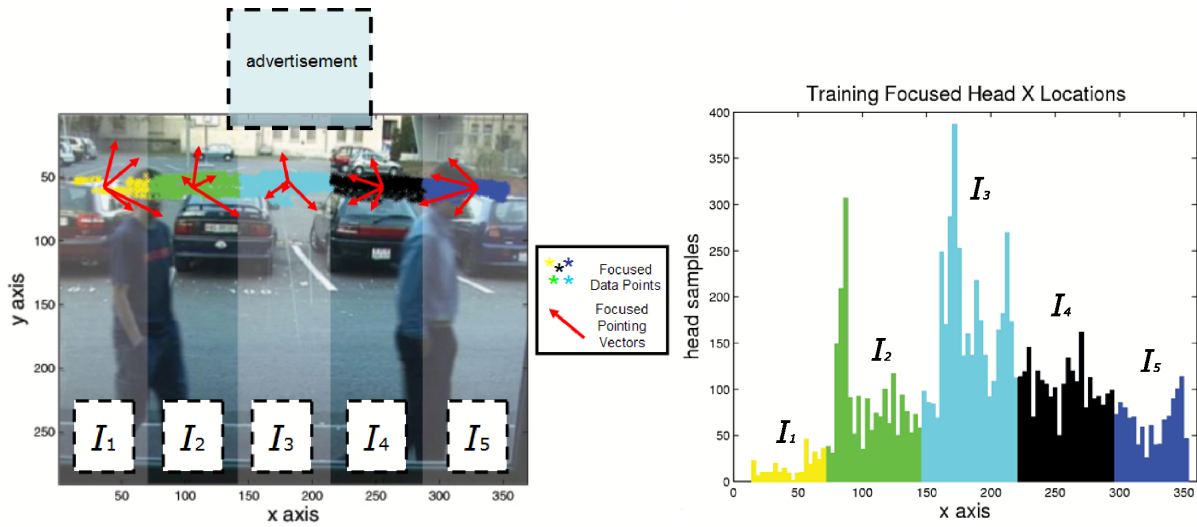 advertisement
50
100
150
200
250
y axis
50
100
150
200
250
300
350
x axis
I1
I2
I3
I4
I5
Focused
Data Points
Focused
Pointing
Vectors
Training Focused Head X Locations
400
350
300
250
200
150
100
50
0
head samples
0
50
100
150
200
250
300
350
x axis
I1
I2
I3
I4
I5